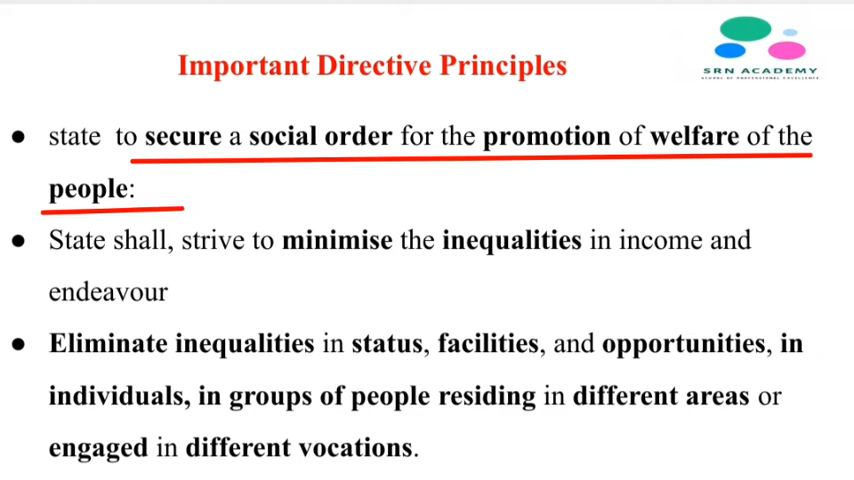 SRN ACADEMY
SCHOOL OF PROFESSIONAL EXCELLENCE
Important Directive Principles
● state to secure a social order for the promotion of welfare of the
people:
● State shall, strive to minimise the inequalities in income and
endeavour
● Eliminate inequalities in status, facilities, and opportunities, in
individuals, in groups of people residing in different areas or
engaged in different vocations.